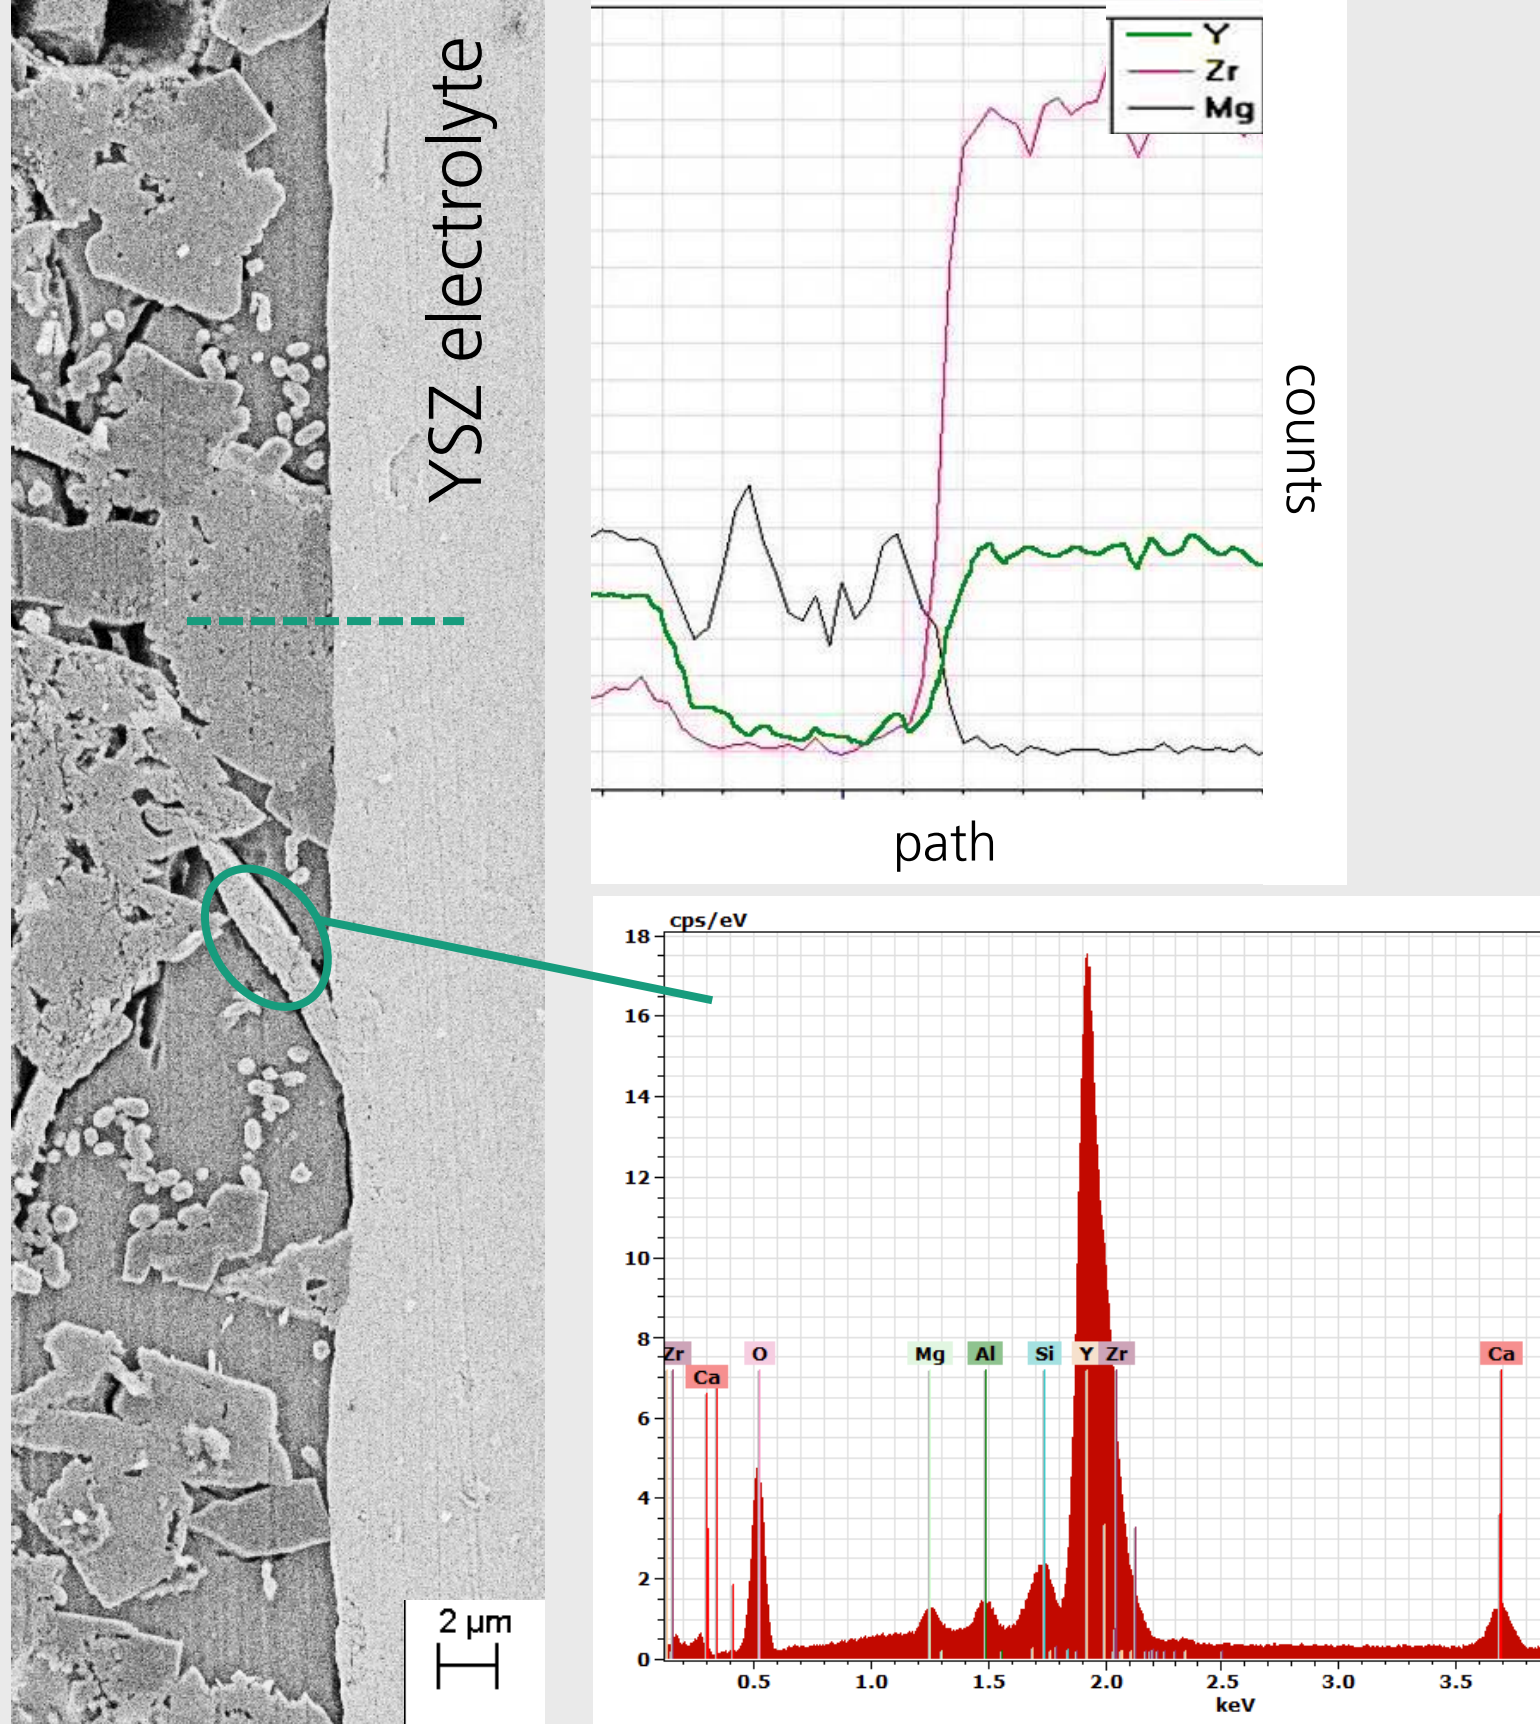 YSZ electrolyte
2 µm
Y
Zr
Mg
counts
path
cps/eV
18
16
14
12
10
8
6
4
2
0
Zr
Ca
O
Mg
Al
Si
Y
Zr
Ca
0.5
1.0
1.5
2.0
2.5
3.0
3.5
keV